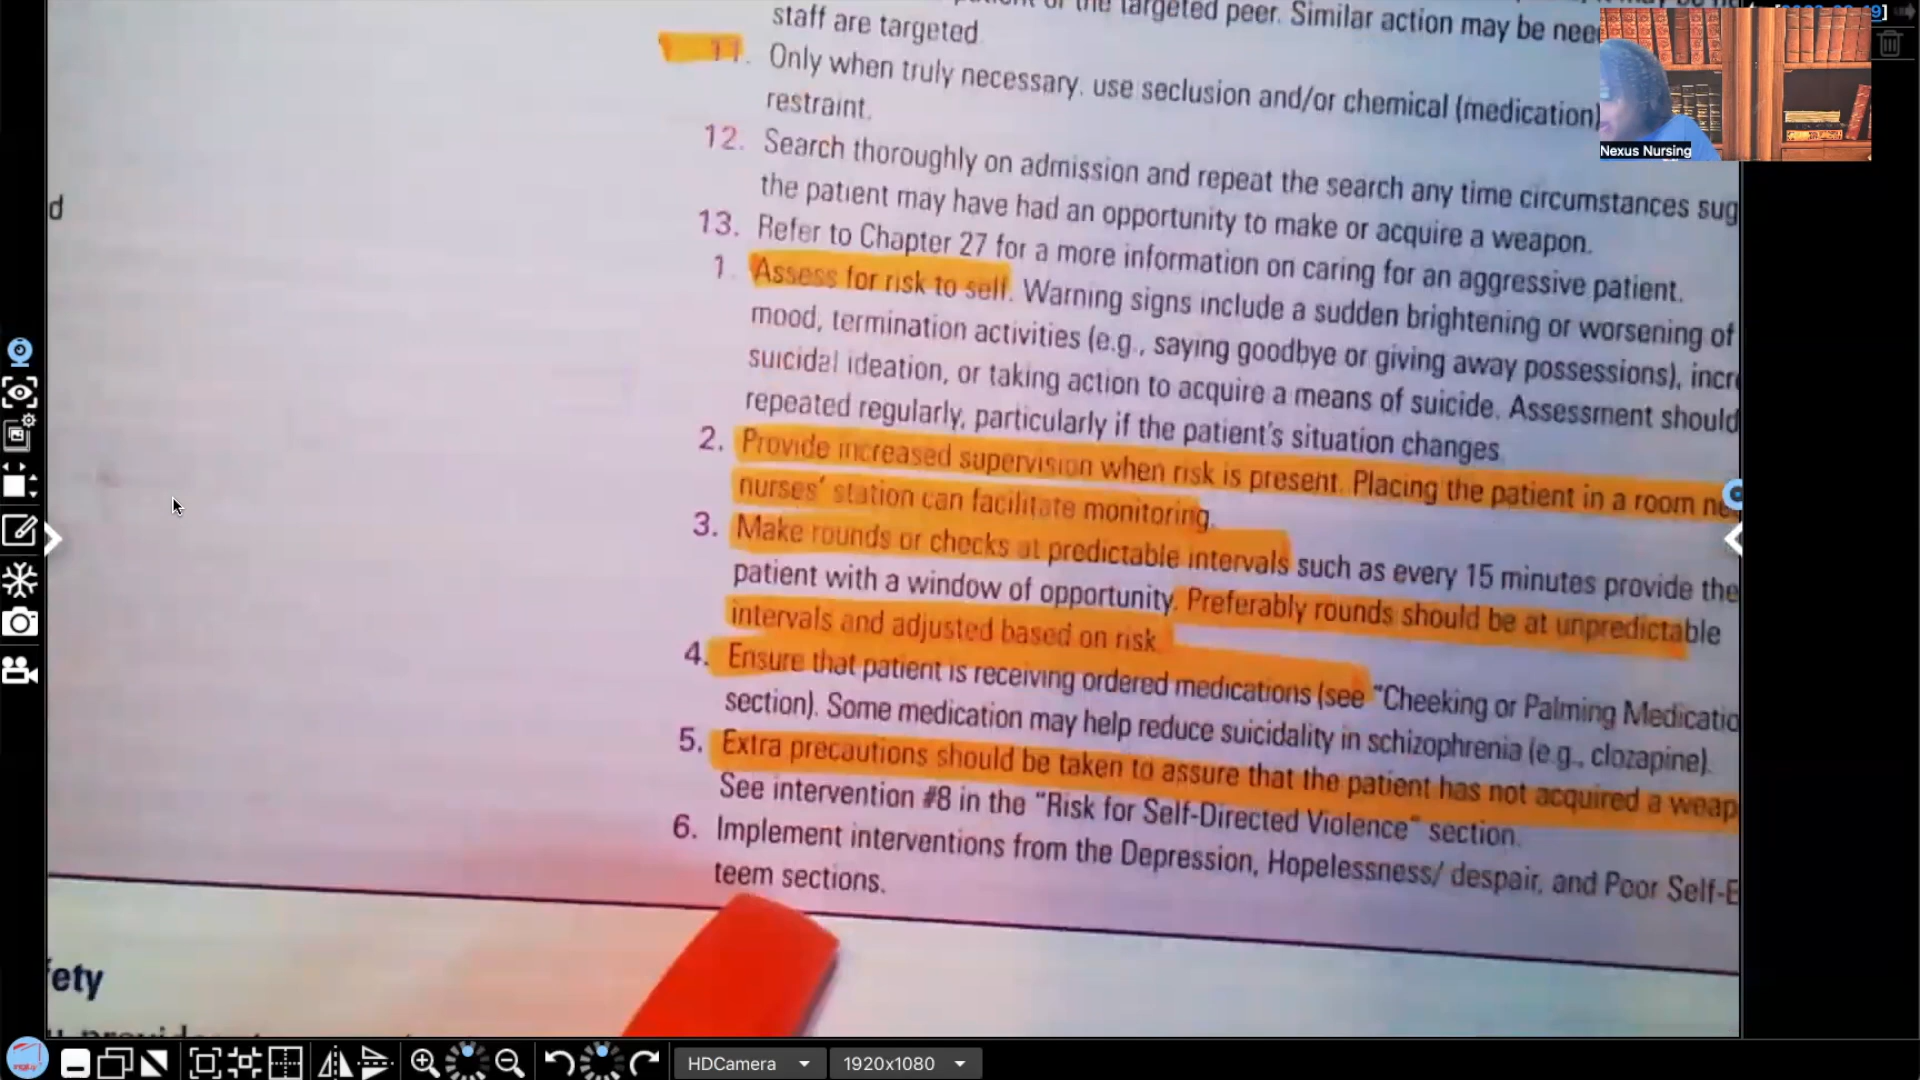 the targeted peer. Similar action may be nee
staff are targeted.
11. Only when truly necessary, use seclusion and/or chemical (medication)
restraint.
12. Search thoroughly on admission and repeat the search any time circumstances sug
the patient may have had an opportunity to make or acquire a weapon.
13. Refer to Chapter 27 for a more information on caring for an aggressive patient.
1. Assess for risk to self. Warning signs include a sudden brightening or worsening of
mood, termination activities (e.g., saying goodbye or giving away possessions), incr
suicidal ideation, or taking action to acquire a means of suicide. Assessment should
repeated regularly, particularly if the patient's situation changes.
2. Provide increased supervision when risk is present. Placing the patient in a room ne
nurses' station can facilitate monitoring.
3. Make rounds or checks at predictable intervals such as every 15 minutes provide the
patient with a window of opportunity. Preferably rounds should be at unpredictable
intervals and adjusted based on risk.
4. Ensure that patient is receiving ordered medications (see "Cheeking or Palming Medicatio
section). Some medication may help reduce suicidality in schizophrenia (e.g., clozapine).
5. Extra precautions should be taken to assure that the patient has not acquired a weap
See intervention #8 in the "Risk for Self-Directed Violence" section.
6. Implement interventions from the Depression, Hopelessness/ despair, and Poor Self-E
teem sections.
d
ety
Nexus Nursing
HDCamera
1920x1080